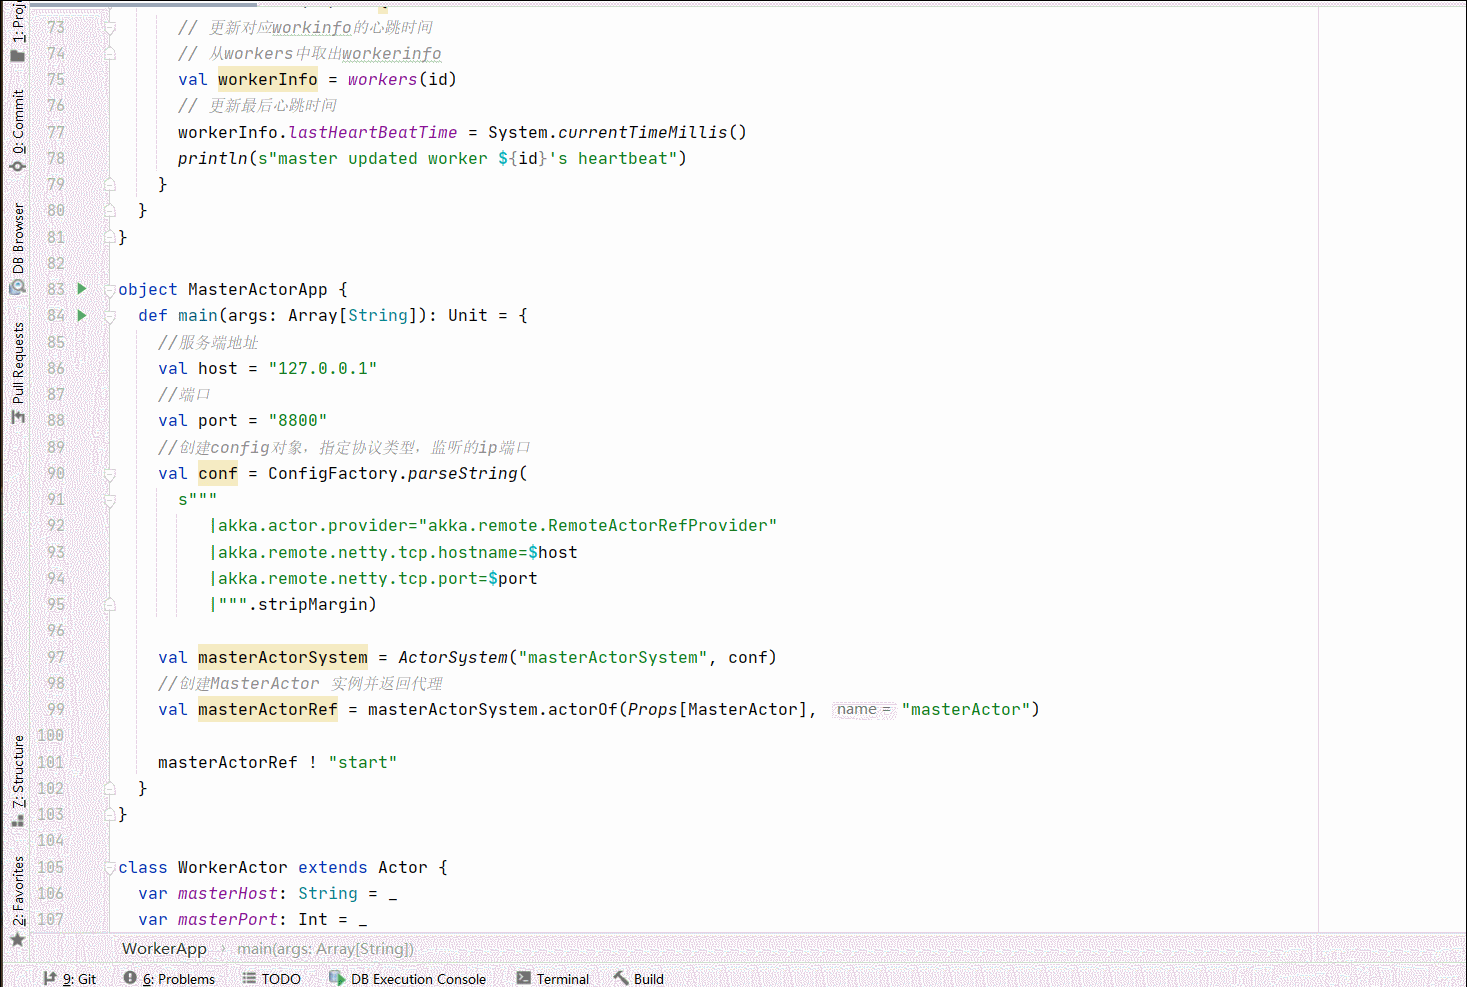 1: Proj
0: Commit
DB Browser
Pull Requests
7: Structure
2: Favorites
73 // 更新对应workinfo的心跳时间
74 // 从workers中取出workerinfo
75 val workerInfo = workers(id)
76 // 更新最后心跳时间
77 workerInfo.lastHeartBeatTime = System.currentTimeMillis()
78 println(s"master updated worker ${id}'s heartbeat")
79 }
80 }
81 }
82
83 object MasterActorApp {
84 def main(args: Array[String]): Unit = {
85 //服务端地址
86 val host = "127.0.0.1"
87 //端口
88 val port = "8800"
89 //创建config对象，指定协议类型，监听的ip端口
90 val conf = ConfigFactory.parseString(
91 s"""
92 |akka.actor.provider="akka.remote.RemoteActorRefProvider"
93 |akka.remote.netty.tcp.hostname=$host
94 |akka.remote.netty.tcp.port=$port
95 |""".stripMargin)
96
97 val masterActorSystem = ActorSystem("masterActorSystem", conf)
98 //创建MasterActor 实例并返回代理
99 val masterActorRef = masterActorSystem.actorOf(Props[MasterActor], name = "masterActor")
100
101 masterActorRef ! "start"
102 }
103 }
104
105 class WorkerActor extends Actor {
106 var masterHost: String = _
107 var masterPort: Int = _
WorkerApp › main(args: Array[String])
9: Git 6: Problems TODO DB Execution Console Terminal Build